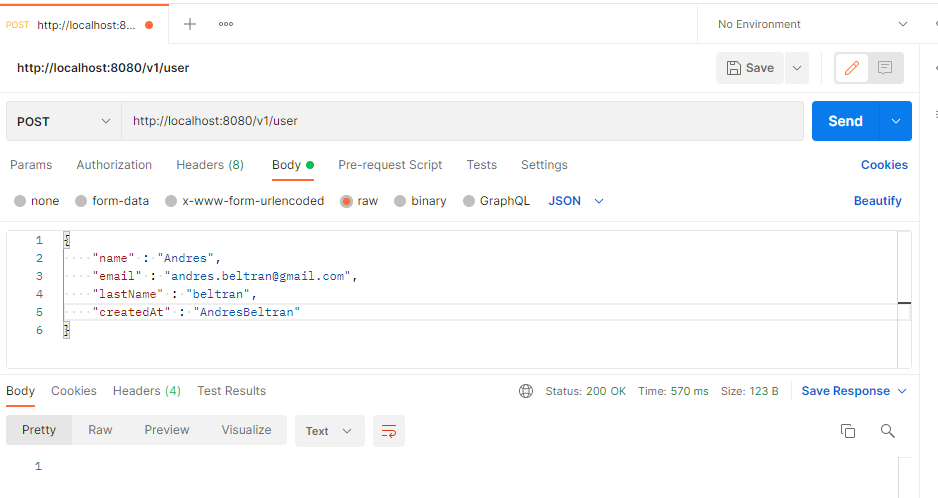 POST http://localhost:8... No Environment
http://localhost:8080/v1/user Save
POST http://localhost:8080/v1/user Send
Params Authorization Headers (8) Body Pre-request Script Tests Settings Cookies
none form-data x-www-form-urlencoded raw binary GraphQL JSON Beautify
1 {
2 "name" : "Andres",
3 "email" : "andres.beltran@gmail.com",
4 "lastName" : "beltran",
5 "createdAt" : "AndresBeltran"
6 }
Body Cookies Headers (4) Test Results Status: 200 OK Time: 570 ms Size: 123 B Save Response
Pretty Raw Preview Visualize Text
1